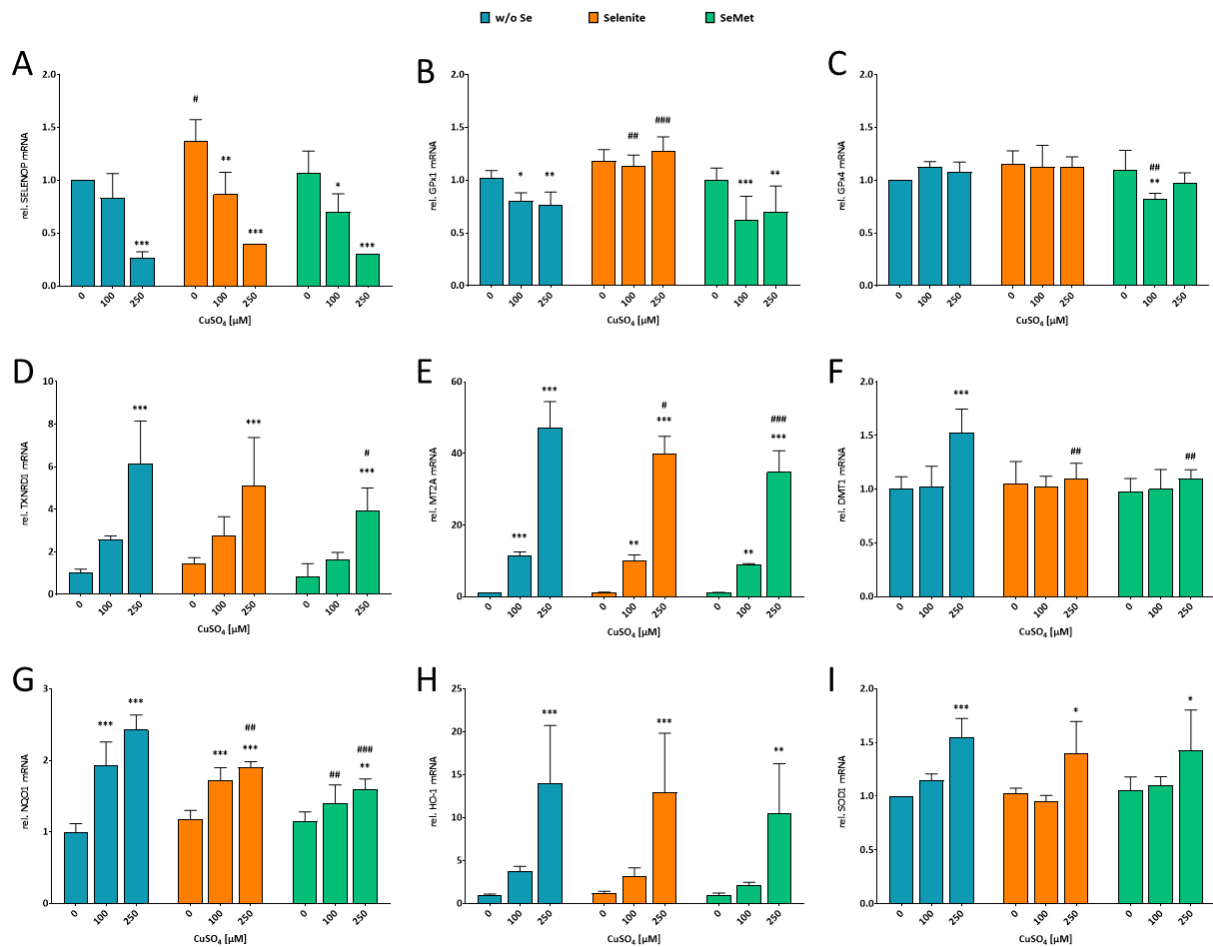 w/o Se Selenite SeMet
A
rel. SELENOP mRNA
2.0
1.5
1.0
0.5
0.0
# ** * *** *** ***
0 100 250 0 100 250 0 100 250
CuSO4 [µM]
B
rel. GPx1 mRNA
2.0
1.5
1.0
0.5
0.0
* ** ## ### *** **
0 100 250 0 100 250 0 100 250
CuSO4 [µM]
C
rel. GPx4 mRNA
2.0
1.5
1.0
0.5
0.0
##
**
0 100 250 0 100 250 0 100 250
CuSO4 [µM]
D
rel. TXNRD1 mRNA
10
8
6
4
2
0
*** *** #
***
0 100 250 0 100 250 0 100 250
CuSO4 [µM]
E
rel. MT2A mRNA
60
40
20
0
*** # ###
*** ***
*** ** **
0 100 250 0 100 250 0 100 250
CuSO4 [µM]
F
rel. DMT1 mRNA
2.0
1.5
1.0
0.5
0.0
*** ## ##
0 100 250 0 100 250 0 100 250
CuSO4 [µM]
G
rel. NQO1 mRNA
3
2
1
0
*** *** ## ###
*** *** ## **
0 100 250 0 100 250 0 100 250
CuSO4 [µM]
H
rel. HO-1 mRNA
25
20
15
10
5
0
*** *** **
0 100 250 0 100 250 0 100 250
CuSO4 [µM]
I
rel. SOD1 mRNA
2.0
1.5
1.0
0.5
0.0
*** * *
0 100 250 0 100 250 0 100 250
CuSO4 [µM]